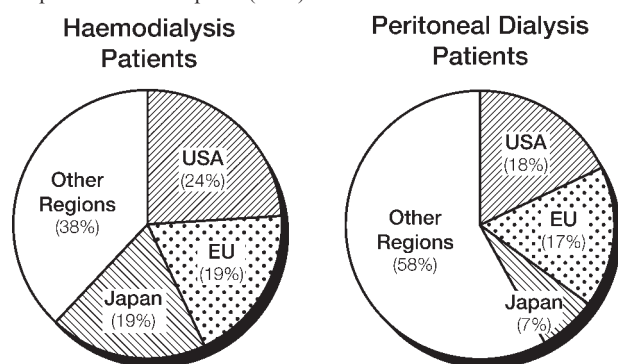 Haemodialysis
Patients
USA
(24%)
EU
(19%)
Japan
(19%)
Other
Regions
(38%)
Peritoneal Dialysis
Patients
USA
(18%)
EU
(17%)
Japan
(7%)
Other
Regions
(58%)